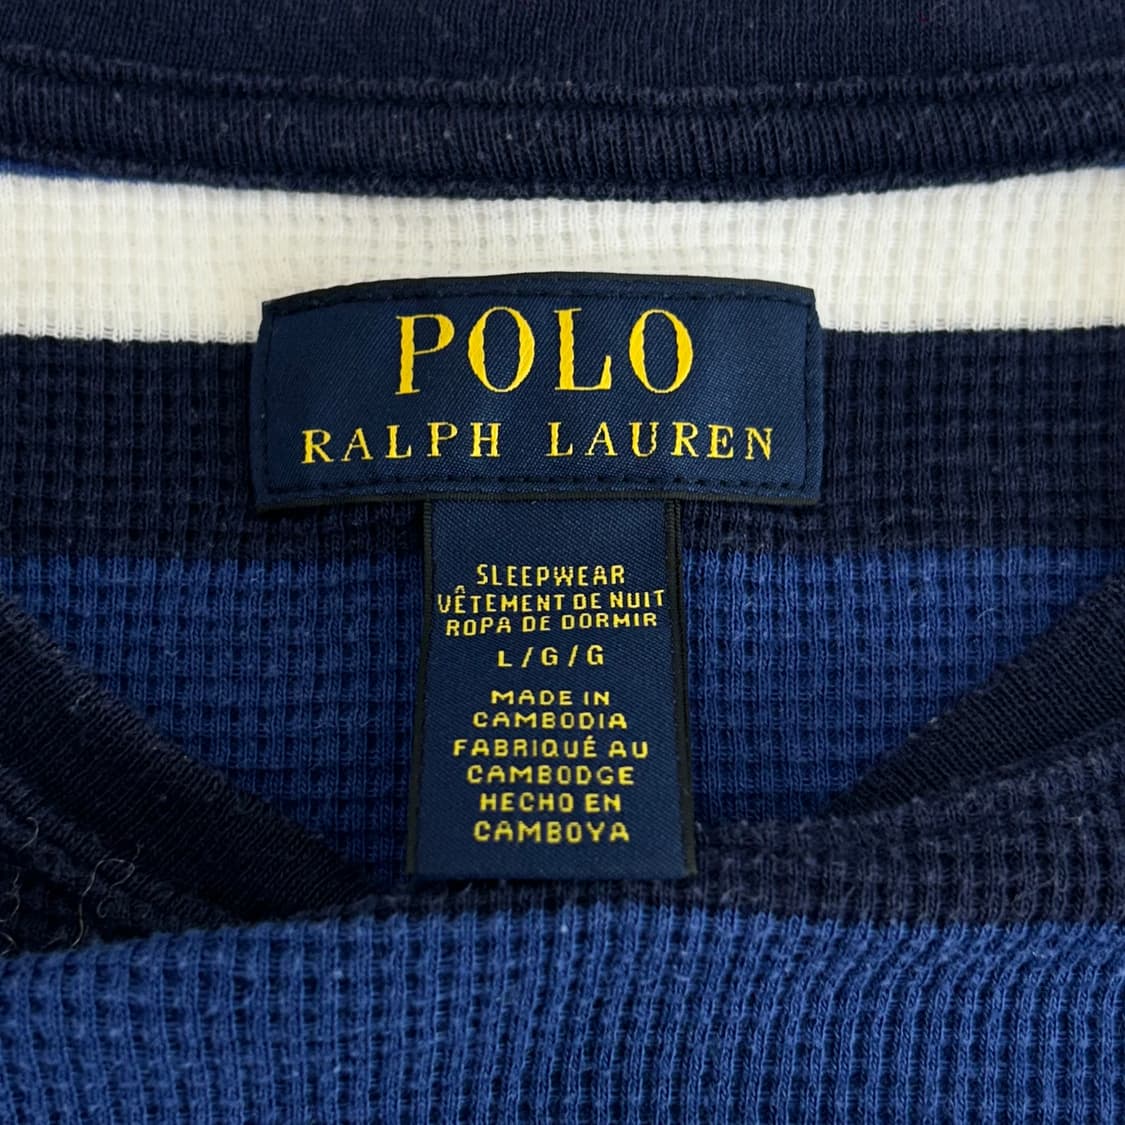 POLO
RALPH LAUREN
SLEEPWEAR
VÊTEMENT DE NUIT
ROPA DE DORMIR
L/G/G
MADE IN
CAMBODIA
FABRIQUÉ AU
CAMBODGE
HECHO EN
CAMBOYA